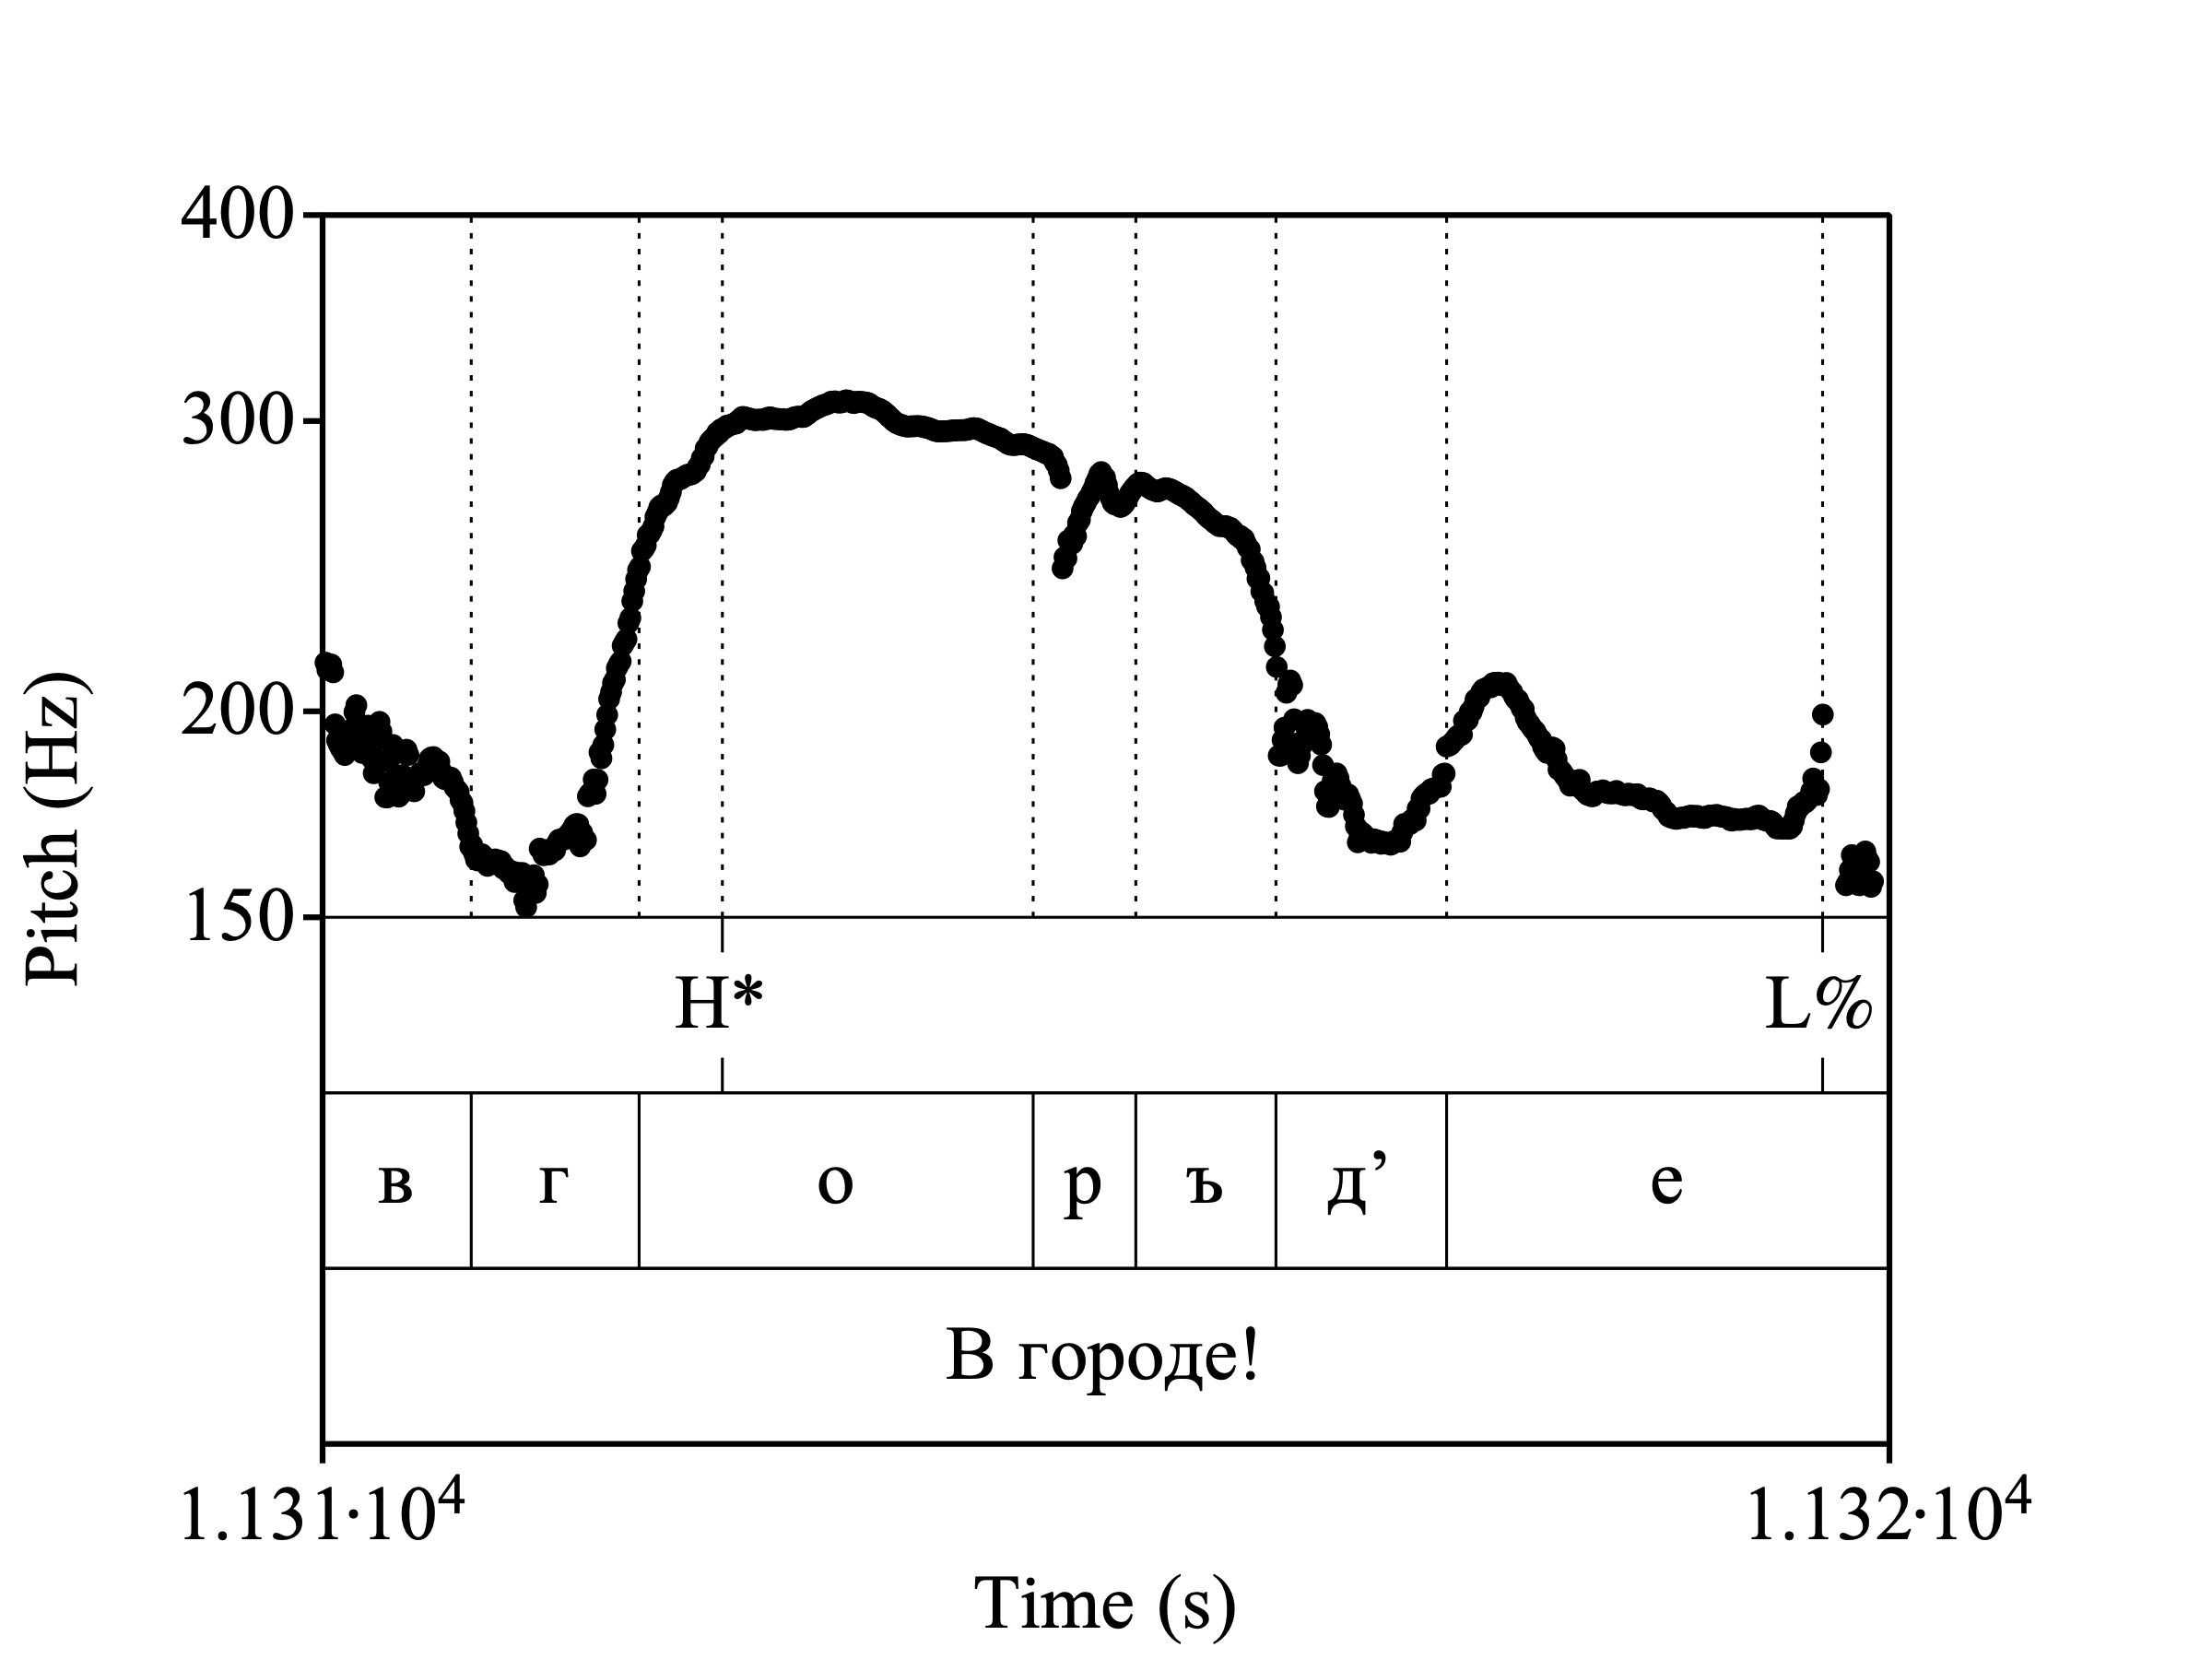 400
300
200
150
Pitch (Hz)
H* L%
в г о р ъ д’ е
В городе!
1.131·10⁴ 1.132·10⁴
Time (s)